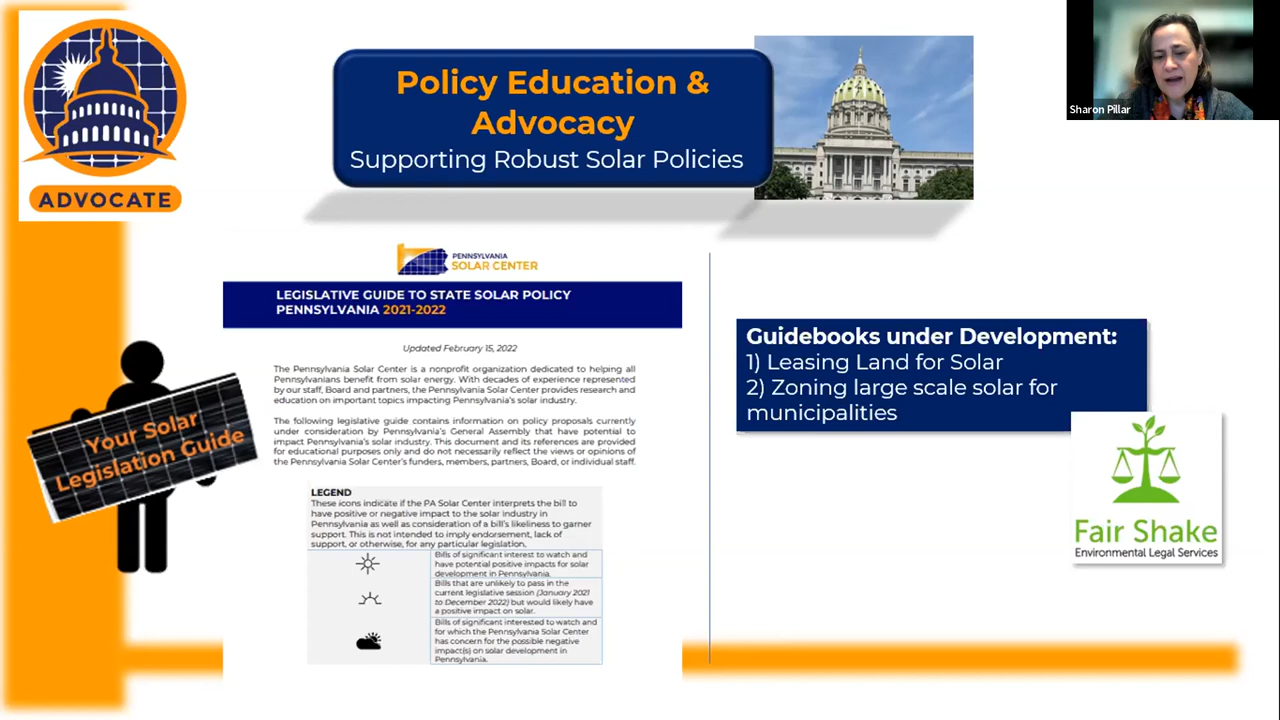 ADVOCATE
Policy Education &
Advocacy
Supporting Robust Solar Policies
Sharon Pillar
PENNSYLVANIA
SOLAR CENTER
LEGISLATIVE GUIDE TO STATE SOLAR POLICY
PENNSYLVANIA 2021-2022
Updated February 15, 2022
The Pennsylvania Solar Center is a nonprofit organization dedicated to helping all
Pennsylvanians benefit from solar energy. With decades of experience represented
by our staff, Board and partners, the Pennsylvania Solar Center provides research and
education on important topics impacting Pennsylvania's solar industry.
The following legislative guide contains information on policy proposals currently
under consideration by Pennsylvania's General Assembly that have potential to
impact Pennsylvania's solar industry. This document and its references are provided
for educational purposes only and do not necessarily reflect the views or opinions of
the Pennsylvania Solar Center's funders, members, partners, Board, or individual staff.
LEGEND
These icons indicate if the PA Solar Center interprets the bill to
have positive or negative impact to the solar industry in
Pennsylvania as well as consideration of a bill's likeliness to garner
support. This is not intended to imply endorsement, lack of
support, or otherwise, for any particular legislation.
Bills of significant interest to watch and
have potential positive impacts for solar
development in Pennsylvania.
Bills that are unlikely to pass in the
current legislative session (January 2021
to December 2022) but would likely have
a positive impact on solar.
Bills of significant interested to watch and
for which the Pennsylvania Solar Center
has concern for the possible negative
impact(s) on solar development in
Pennsylvania.
Your Solar
Legislation Guide
Guidebooks under Development:
1) Leasing Land for Solar
2) Zoning large scale solar for
municipalities
Fair Shake
Environmental Legal Services